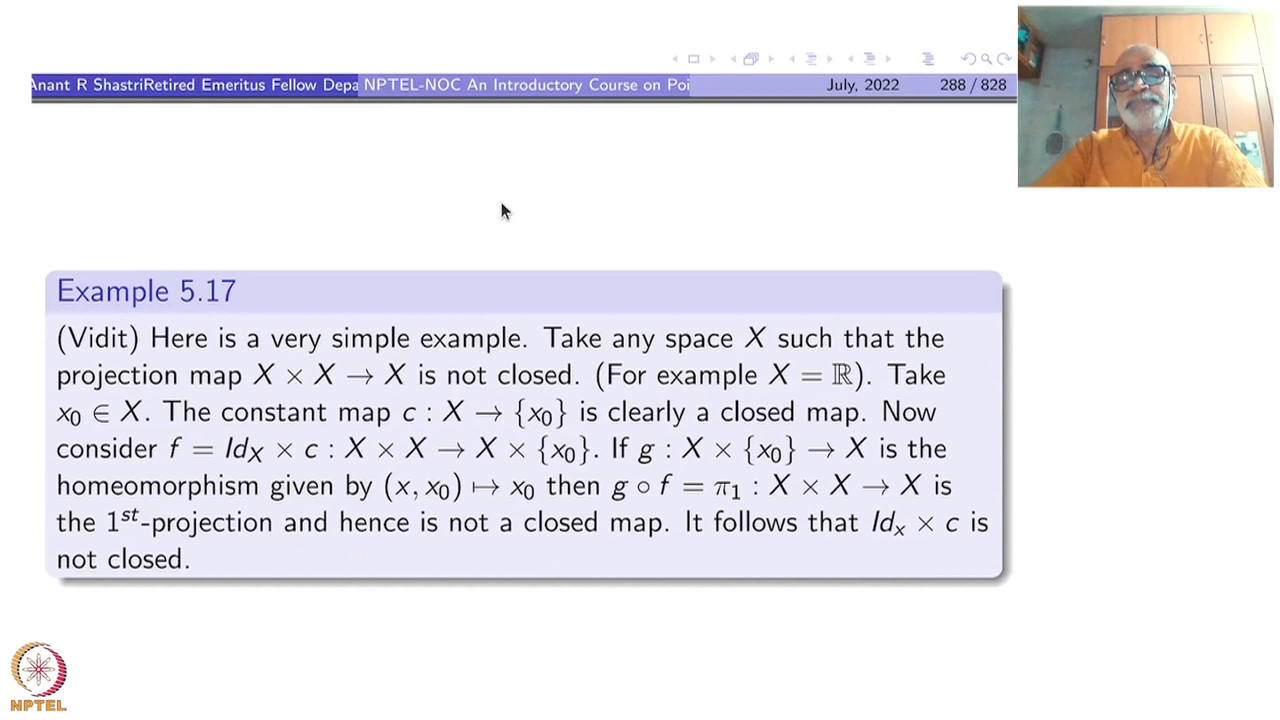 Anant R ShastriRetired Emeritus Fellow Depa NPTEL-NOC An Introductory Course on Poi July, 2022 288 / 828
Example 5.17
(Vidit) Here is a very simple example. Take any space X such that the
projection map X × X → X is not closed. (For example X = ℝ). Take
x₀ ∈ X. The constant map c : X → {x₀} is clearly a closed map. Now
consider f = Id_X × c : X × X → X × {x₀}. If g : X × {x₀} → X is the
homeomorphism given by (x, x₀) ↦ x₀ then g ∘ f = π₁ : X × X → X is
the 1ˢᵗ-projection and hence is not a closed map. It follows that Id_x × c is
not closed.
NPTEL